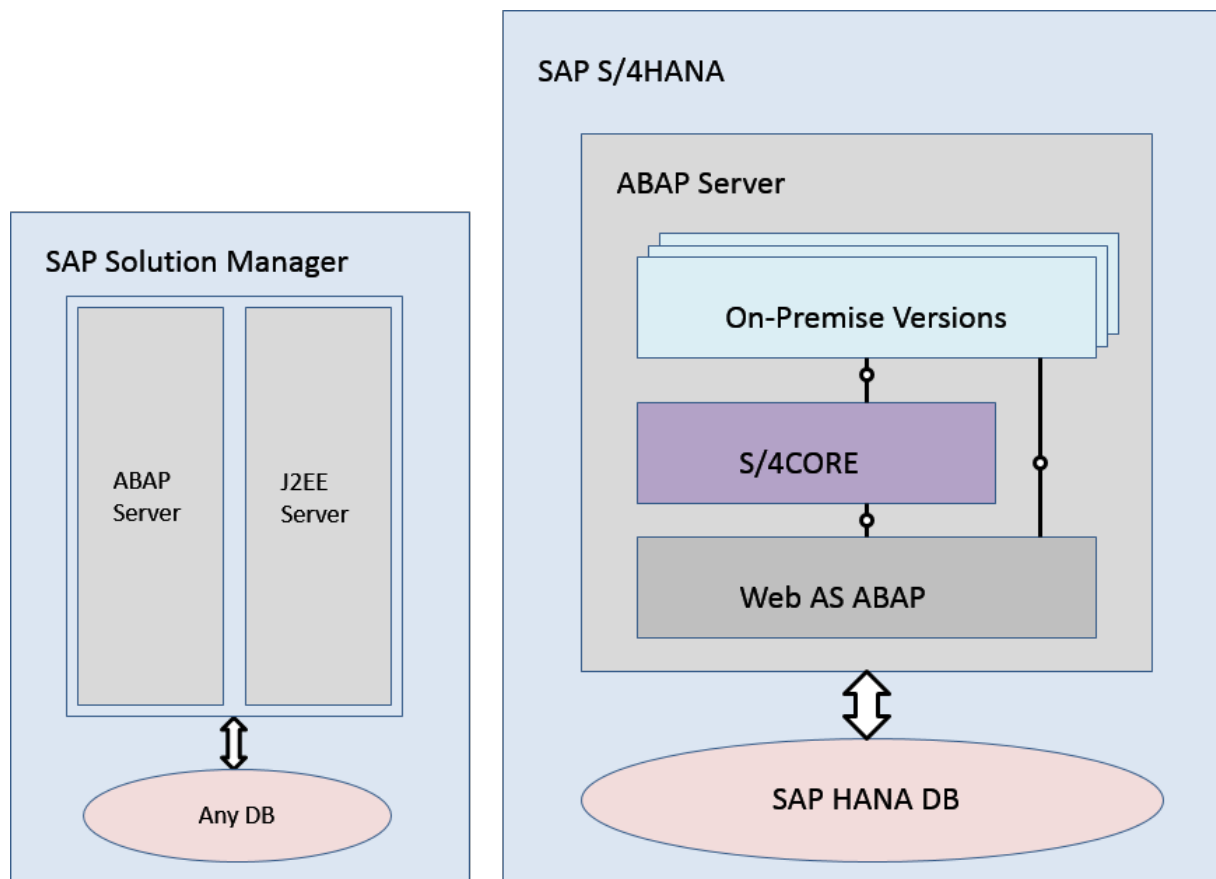 SAP Solution Manager
ABAP
Server
J2EE
Server
Any DB
SAP S/4HANA
ABAP Server
On-Premise Versions
S/4CORE
Web AS ABAP
SAP HANA DB